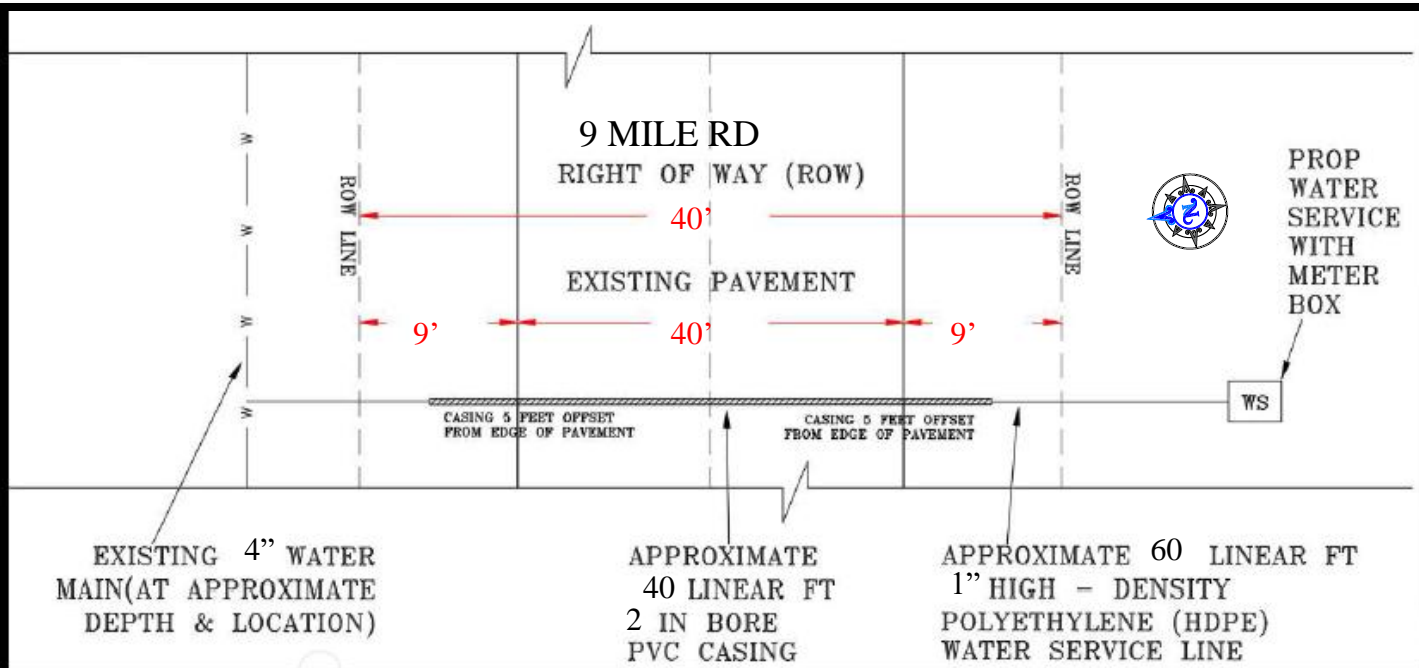 9 MILE RD
RIGHT OF WAY (ROW)
40'
EXISTING PAVEMENT
9'
40'
9'
ROW LINE
ROW LINE
W
W
W
W
W
N
PROP
WATER
SERVICE
WITH
METER
BOX
WS
CASING 5 FEET OFFSET
FROM EDGE OF PAVEMENT
CASING 5 FEET OFFSET
FROM EDGE OF PAVEMENT
EXISTING 4” WATER
MAIN(AT APPROXIMATE
DEPTH & LOCATION)
APPROXIMATE
40 LINEAR FT
2 IN BORE
PVC CASING
APPROXIMATE 60 LINEAR FT
1” HIGH - DENSITY
POLYETHYLENE (HDPE)
WATER SERVICE LINE